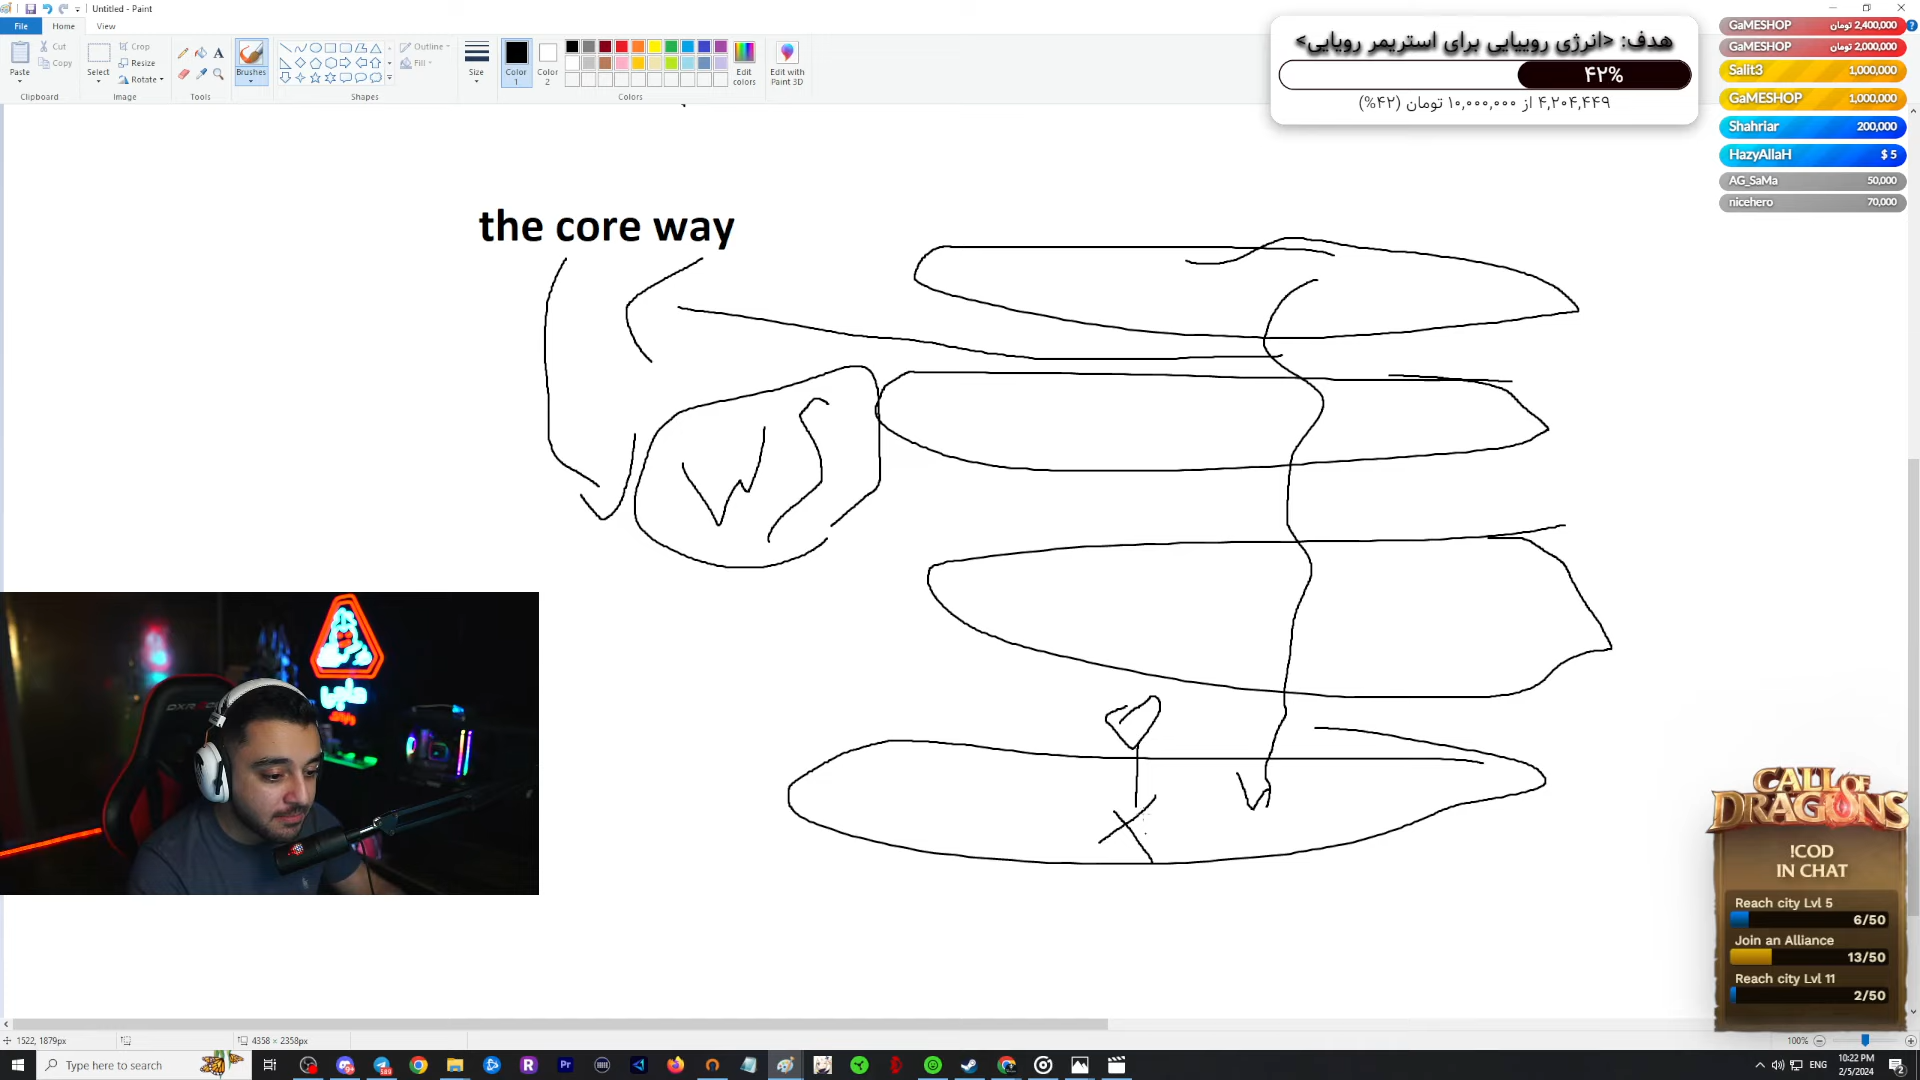 Untitled - Paint
File
Home
View
Paste
Cut
Copy
Clipboard
Select
Crop
Resize
Rotate
Image
Tools
Brushes
Outline
Fill
Shapes
Size
Color 1
Color 2
Colors
Edit colors
Edit with Paint 3D
هدف: <انرژی روییایی برای استریمر رویایی>
۴۲%
۴,۲۰۴,۴۴۹ از ۱۰,۰۰۰,۰۰۰ تومان (۴۲%)
GaMESHOP 2,400,000 تومان
GaMESHOP 2,000,000 تومان
Salit3 1,000,000
GaMESHOP 1,000,000
Shahriar 200,000
HazyAllaH $ 5
AG_SaMa 50,000
nicehero 70,000
the core way
WS
DXRACER
CALL OF DRAGONS
!COD
IN CHAT
Reach city Lvl 5
6/50
Join an Alliance
13/50
Reach city Lvl 11
2/50
1522, 1879px
4358 × 2358px
100%
Type here to search
ENG
10:22 PM
2/5/2024